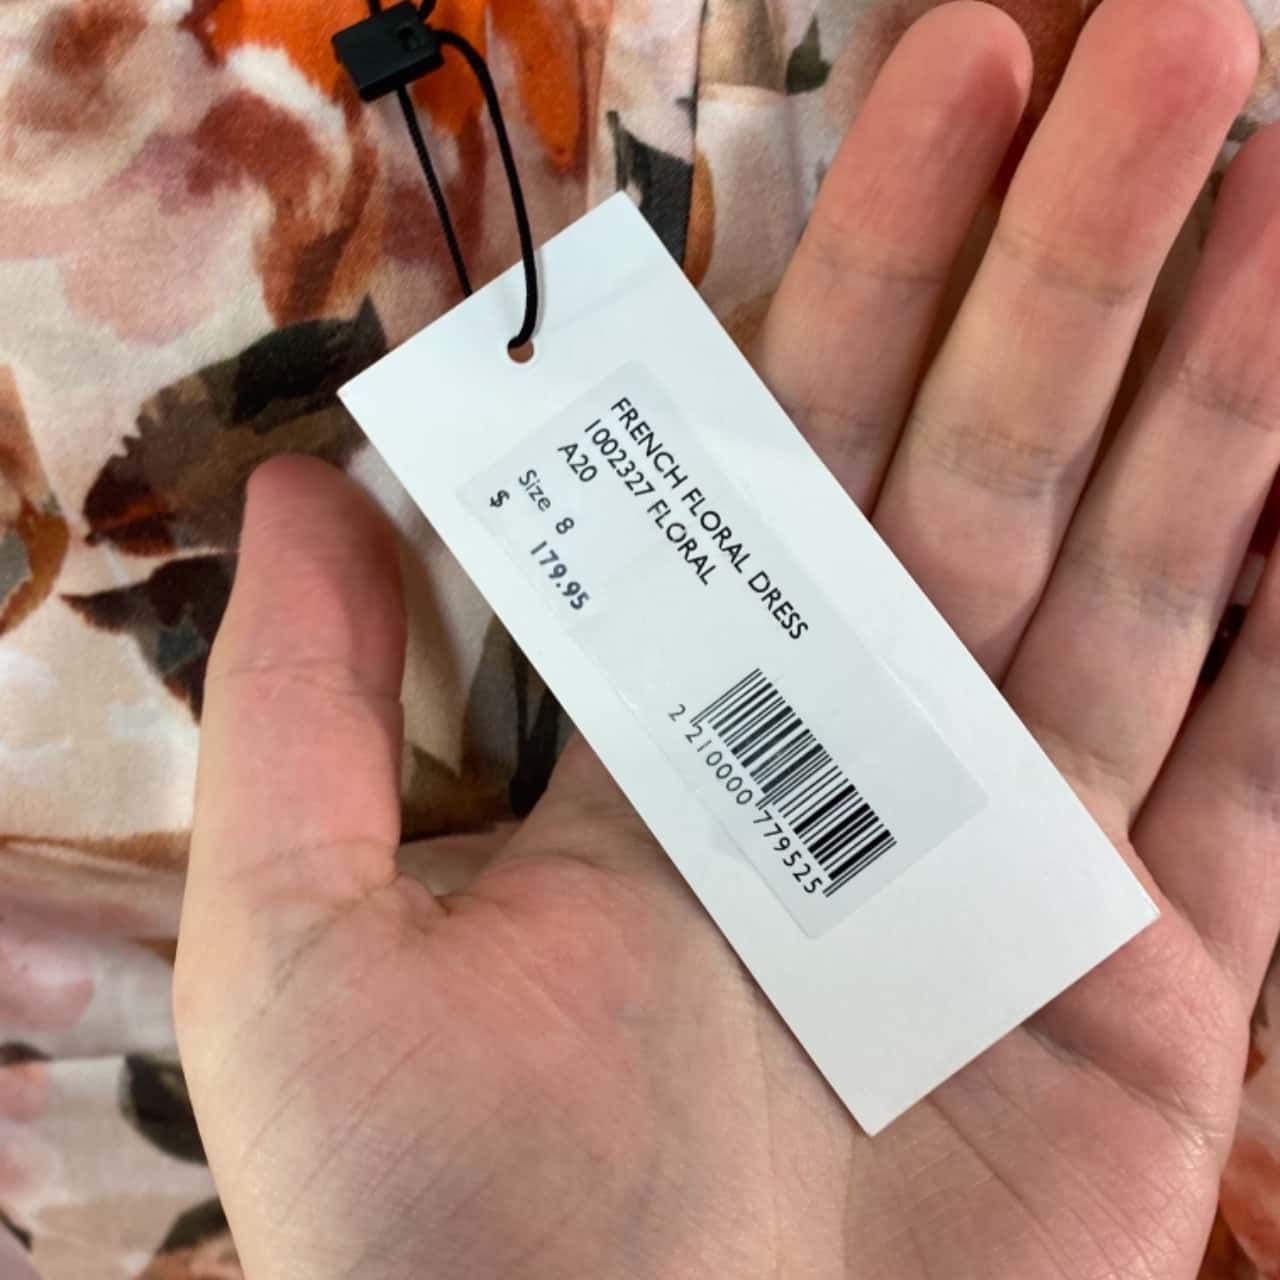 FRENCH FLORAL DRESS
1002327 FLORAL
A20
Size 8
$ 179.95
2 210000 779525